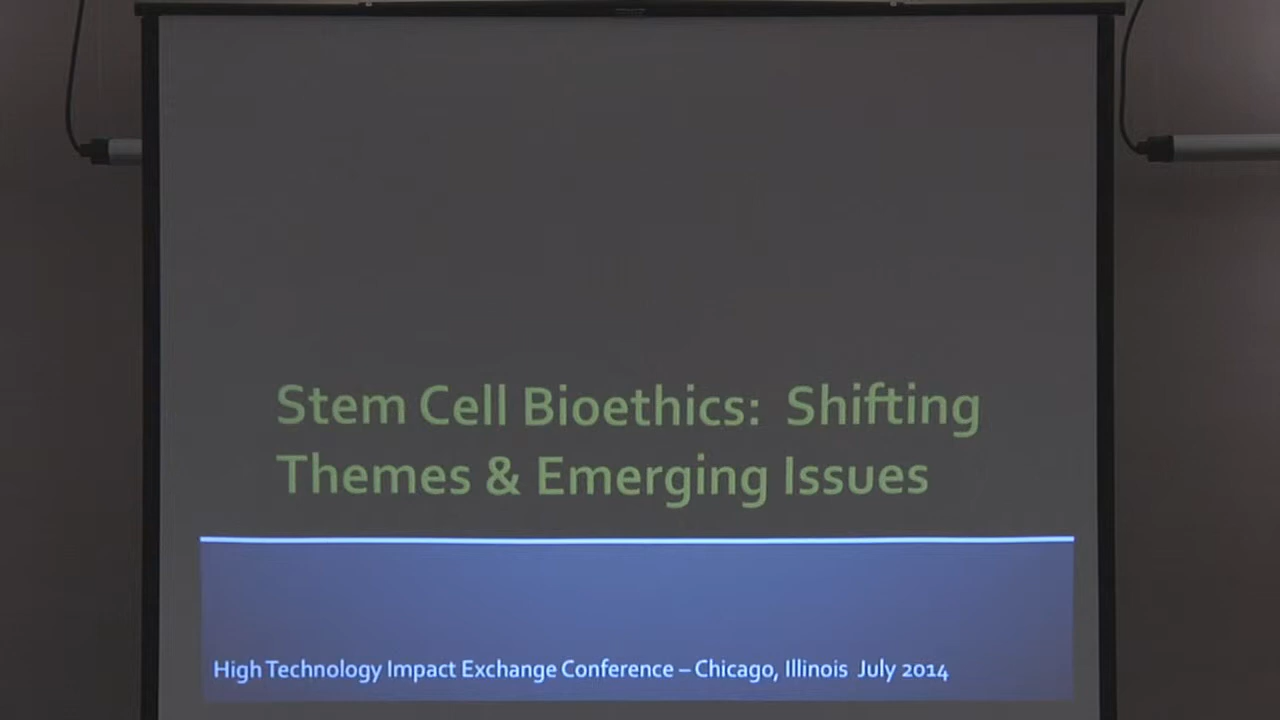 Stem Cell Bioethics: Shifting
Themes & Emerging Issues
High Technology Impact Exchange Conference – Chicago, Illinois July 2014